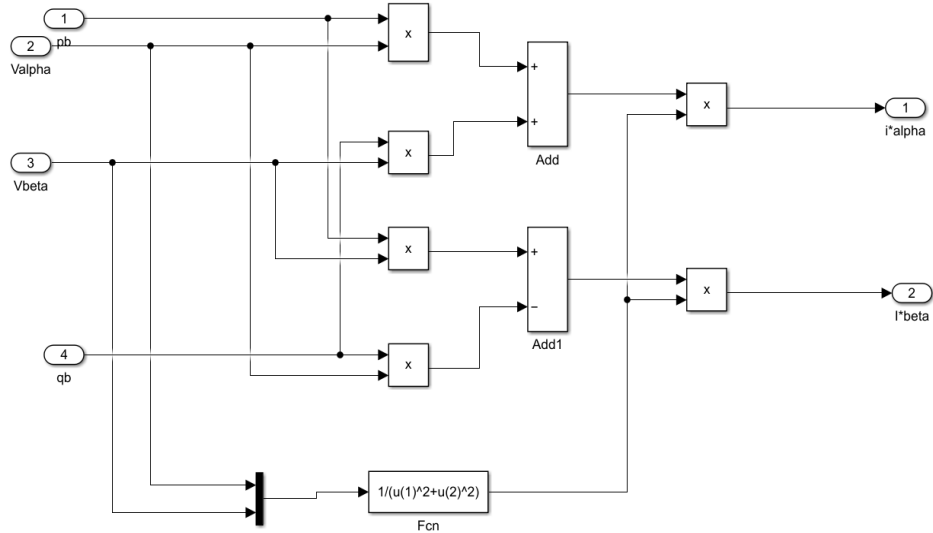 1
pb
2
Valpha
3
Vbeta
4
qb
x
x
x
x
+
+
Add
+
−
Add1
x
x
1
i*alpha
2
I*beta
1/(u(1)^2+u(2)^2)
Fcn